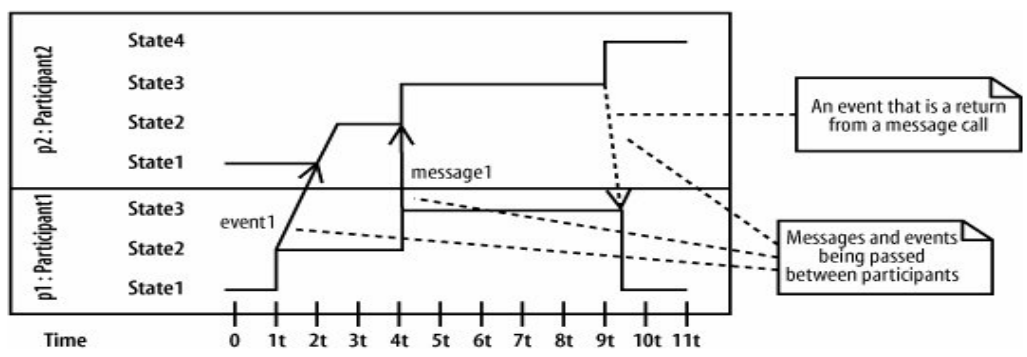 p2 : Participant2
State4
State3
State2
State1
message1
An event that is a return
from a message call
p1 : Participant1
State3
event1
State2
State1
Messages and events
being passed
between participants
Time 0 1t 2t 3t 4t 5t 6t 7t 8t 9t 10t 11t